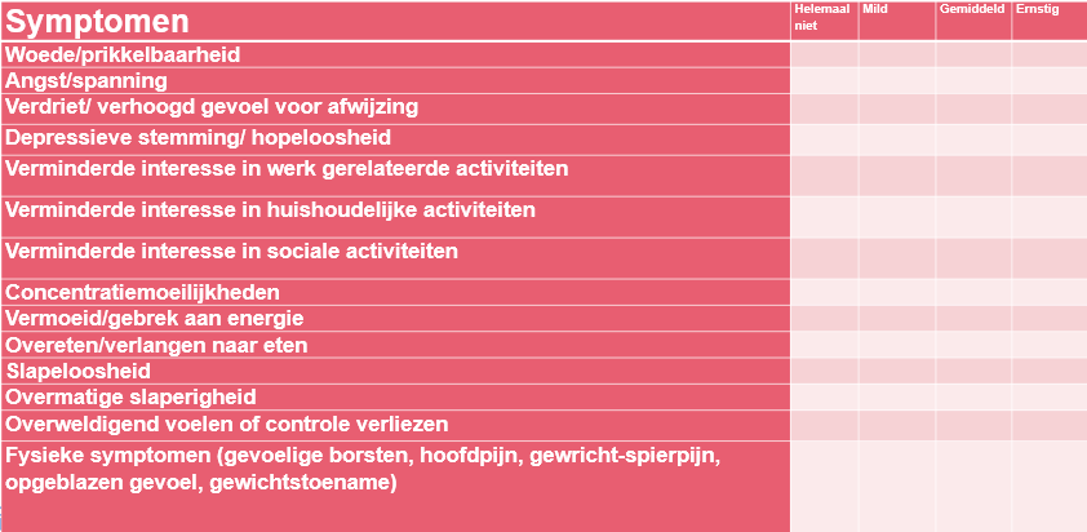 Symptomen Helemaal niet Mild Gemiddeld Ernstig
Woede/prikkelbaarheid
Angst/spanning
Verdriet/ verhoogd gevoel voor afwijzing
Depressieve stemming/ hopeloosheid
Verminderde interesse in werk gerelateerde activiteiten
Verminderde interesse in huishoudelijke activiteiten
Verminderde interesse in sociale activiteiten
Concentratiemoeilijkheden
Vermoeid/gebrek aan energie
Overeten/verlangen naar eten
Slapeloosheid
Overmatige slaperigheid
Overweldigend voelen of controle verliezen
Fysieke symptomen (gevoelige borsten, hoofdpijn, gewricht-spierpijn,
opgeblazen gevoel, gewichtstoename)